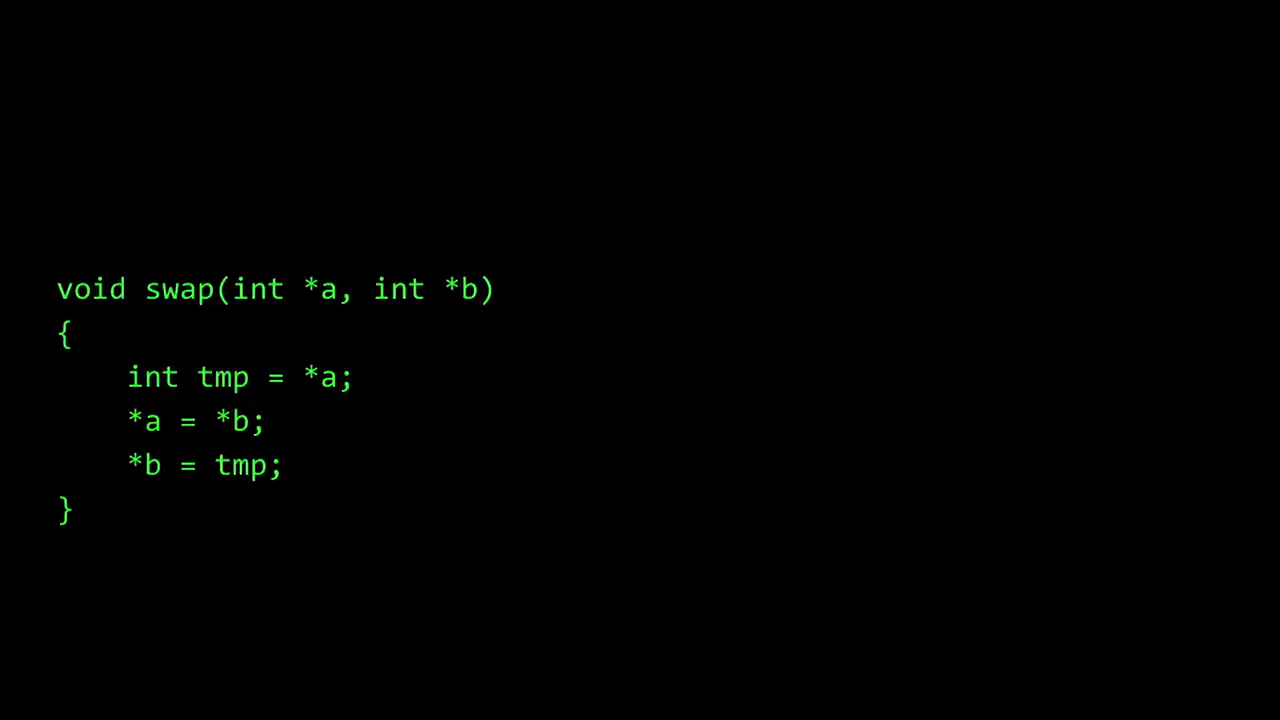 void swap(int *a, int *b)
{
    int tmp = *a;
    *a = *b;
    *b = tmp;
}